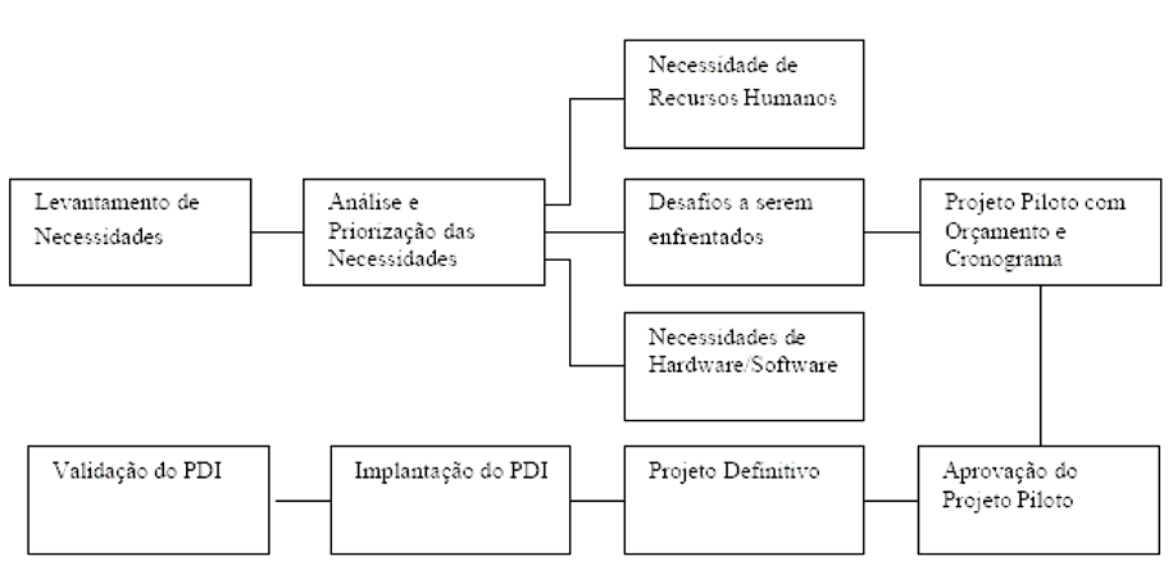 Necessidade de
Recursos Humanos
Levantamento de
Necessidades
Análise e
Priorização das
Necessidades
Desafios a serem
enfrentados
Projeto Piloto com
Orçamento e
Cronograma
Necessidades de
Hardware/Software
Validação do PDI
Implantação do PDI
Projeto Definitivo
Aprovação do
Projeto Piloto